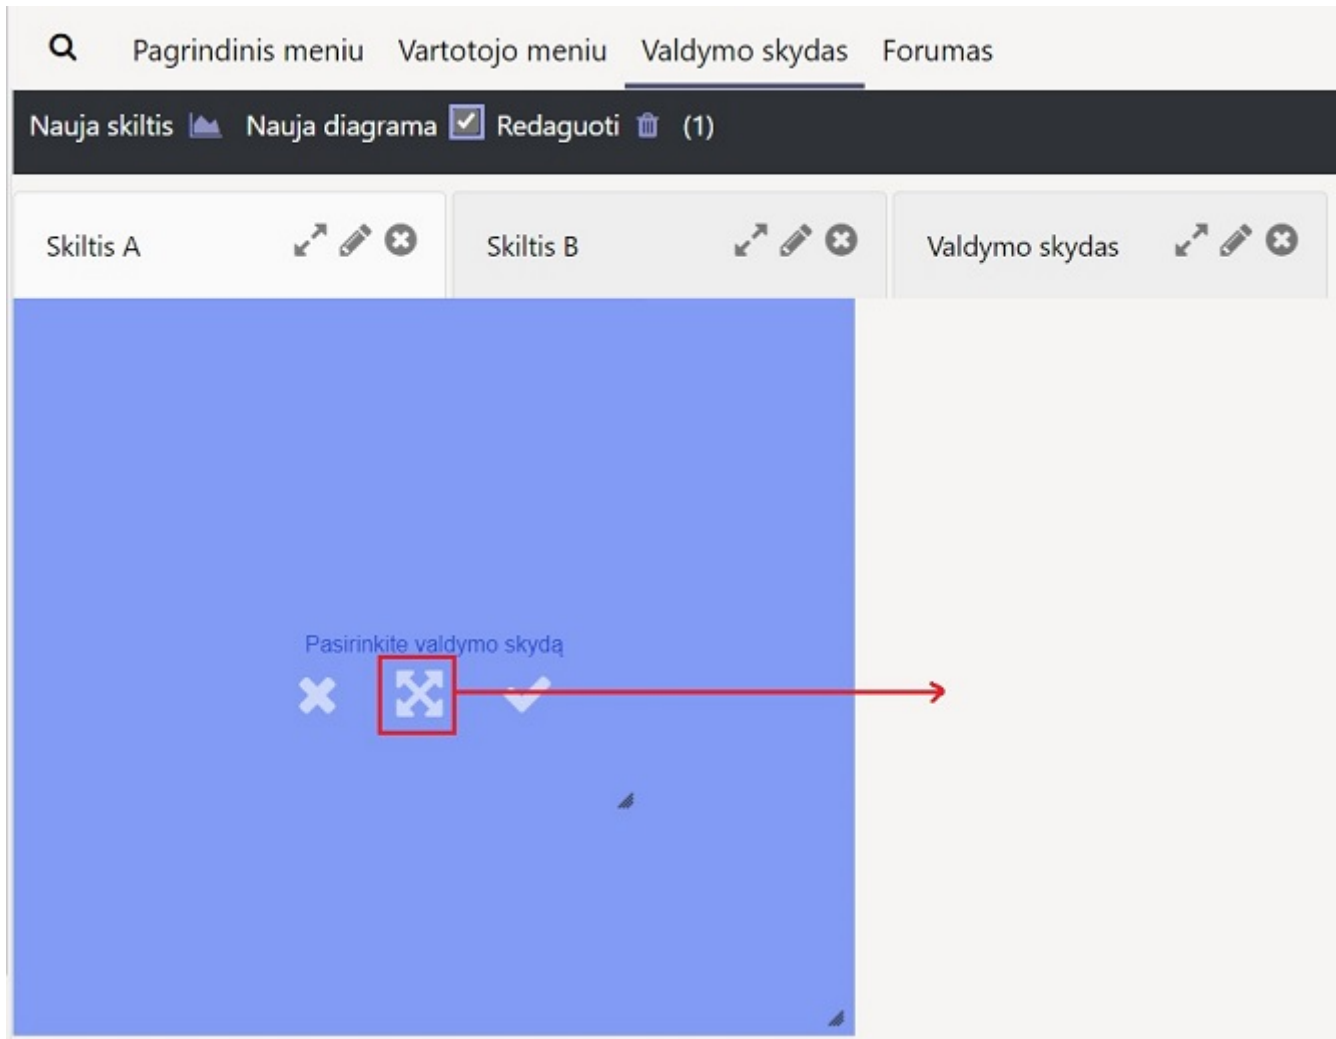 Pagrindinis meniu Vartotojo meniu Valdymo skydas Forumas
Nauja skiltis Nauja diagrama Redaguoti (1)
Skiltis A Skiltis B Valdymo skydas
Pasirinkite valdymo skydą